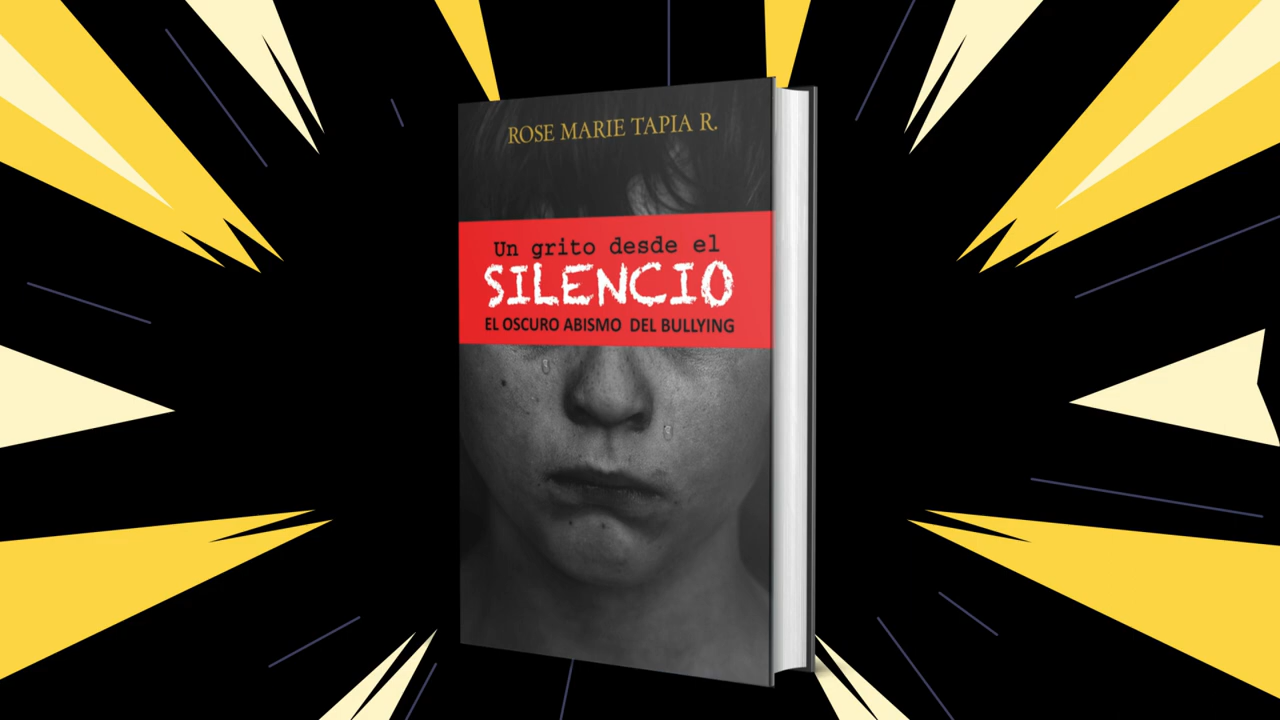 ROSE MARIE TAPIA R.
Un grito desde el
SILENCIO
EL OSCURO ABISMO DEL BULLYING